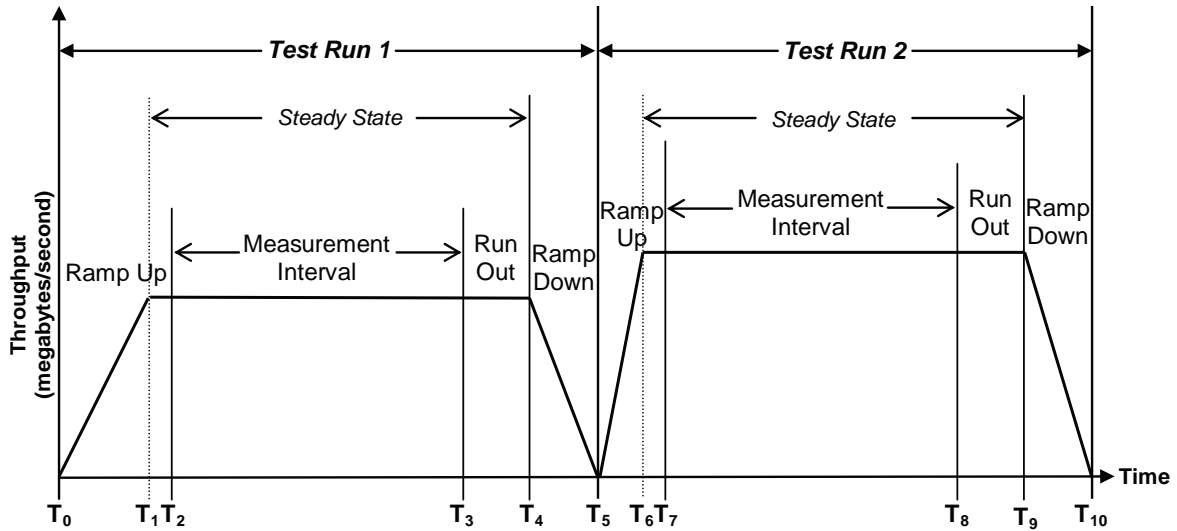 Test Run 1
Test Run 2
Steady State
Steady State
Ramp Up
Measurement
Interval
Run
Out
Ramp
Down
Ramp
Up
Measurement
Interval
Run
Out
Ramp
Down
Throughput
(megabytes/second)
T0 T1 T2 T3 T4 T5 T6 T7 T8 T9 T10
Time